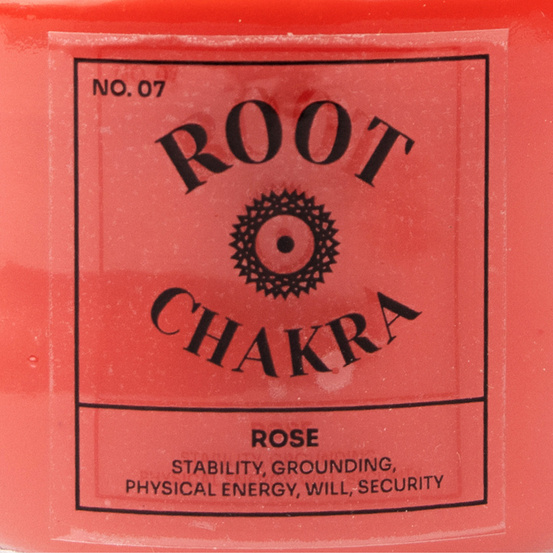 NO. 07
ROOT
CHAKRA
ROSE
STABILITY, GROUNDING,
PHYSICAL ENERGY, WILL, SECURITY